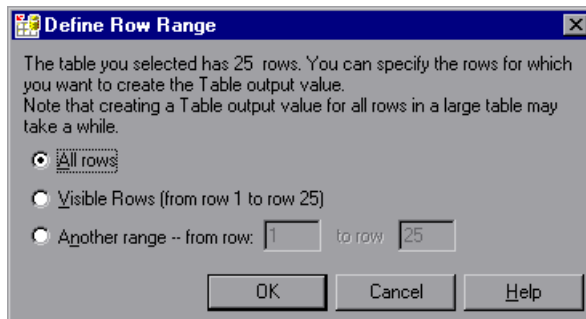 Define Row Range
The table you selected has 25 rows. You can specify the rows for which
you want to create the Table output value.
Note that creating a Table output value for all rows in a large table may
take a while.
All rows
Visible Rows (from row 1 to row 25)
Another range -- from row: 1 to row 25
OK Cancel Help